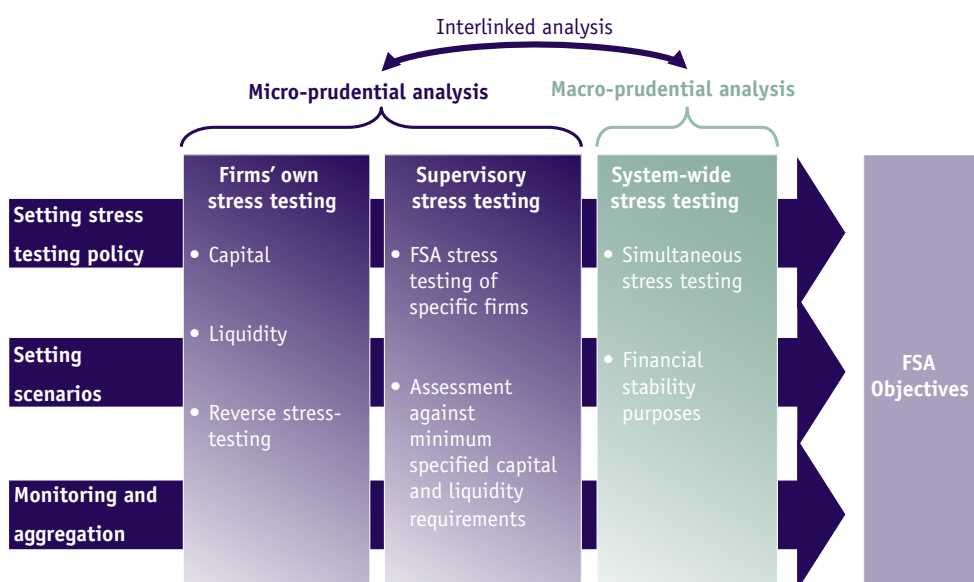 Interlinked analysis
Micro-prudential analysis
Macro-prudential analysis
Setting stress
testing policy
Setting
scenarios
Monitoring and
aggregation
Firms’ own
stress testing
• Capital
• Liquidity
• Reverse stress-
testing
Supervisory
stress testing
• FSA stress
testing of
specific firms
• Assessment
against
minimum
specified capital
and liquidity
requirements
System-wide
stress testing
• Simultaneous
stress testing
• Financial
stability
purposes
FSA
Objectives